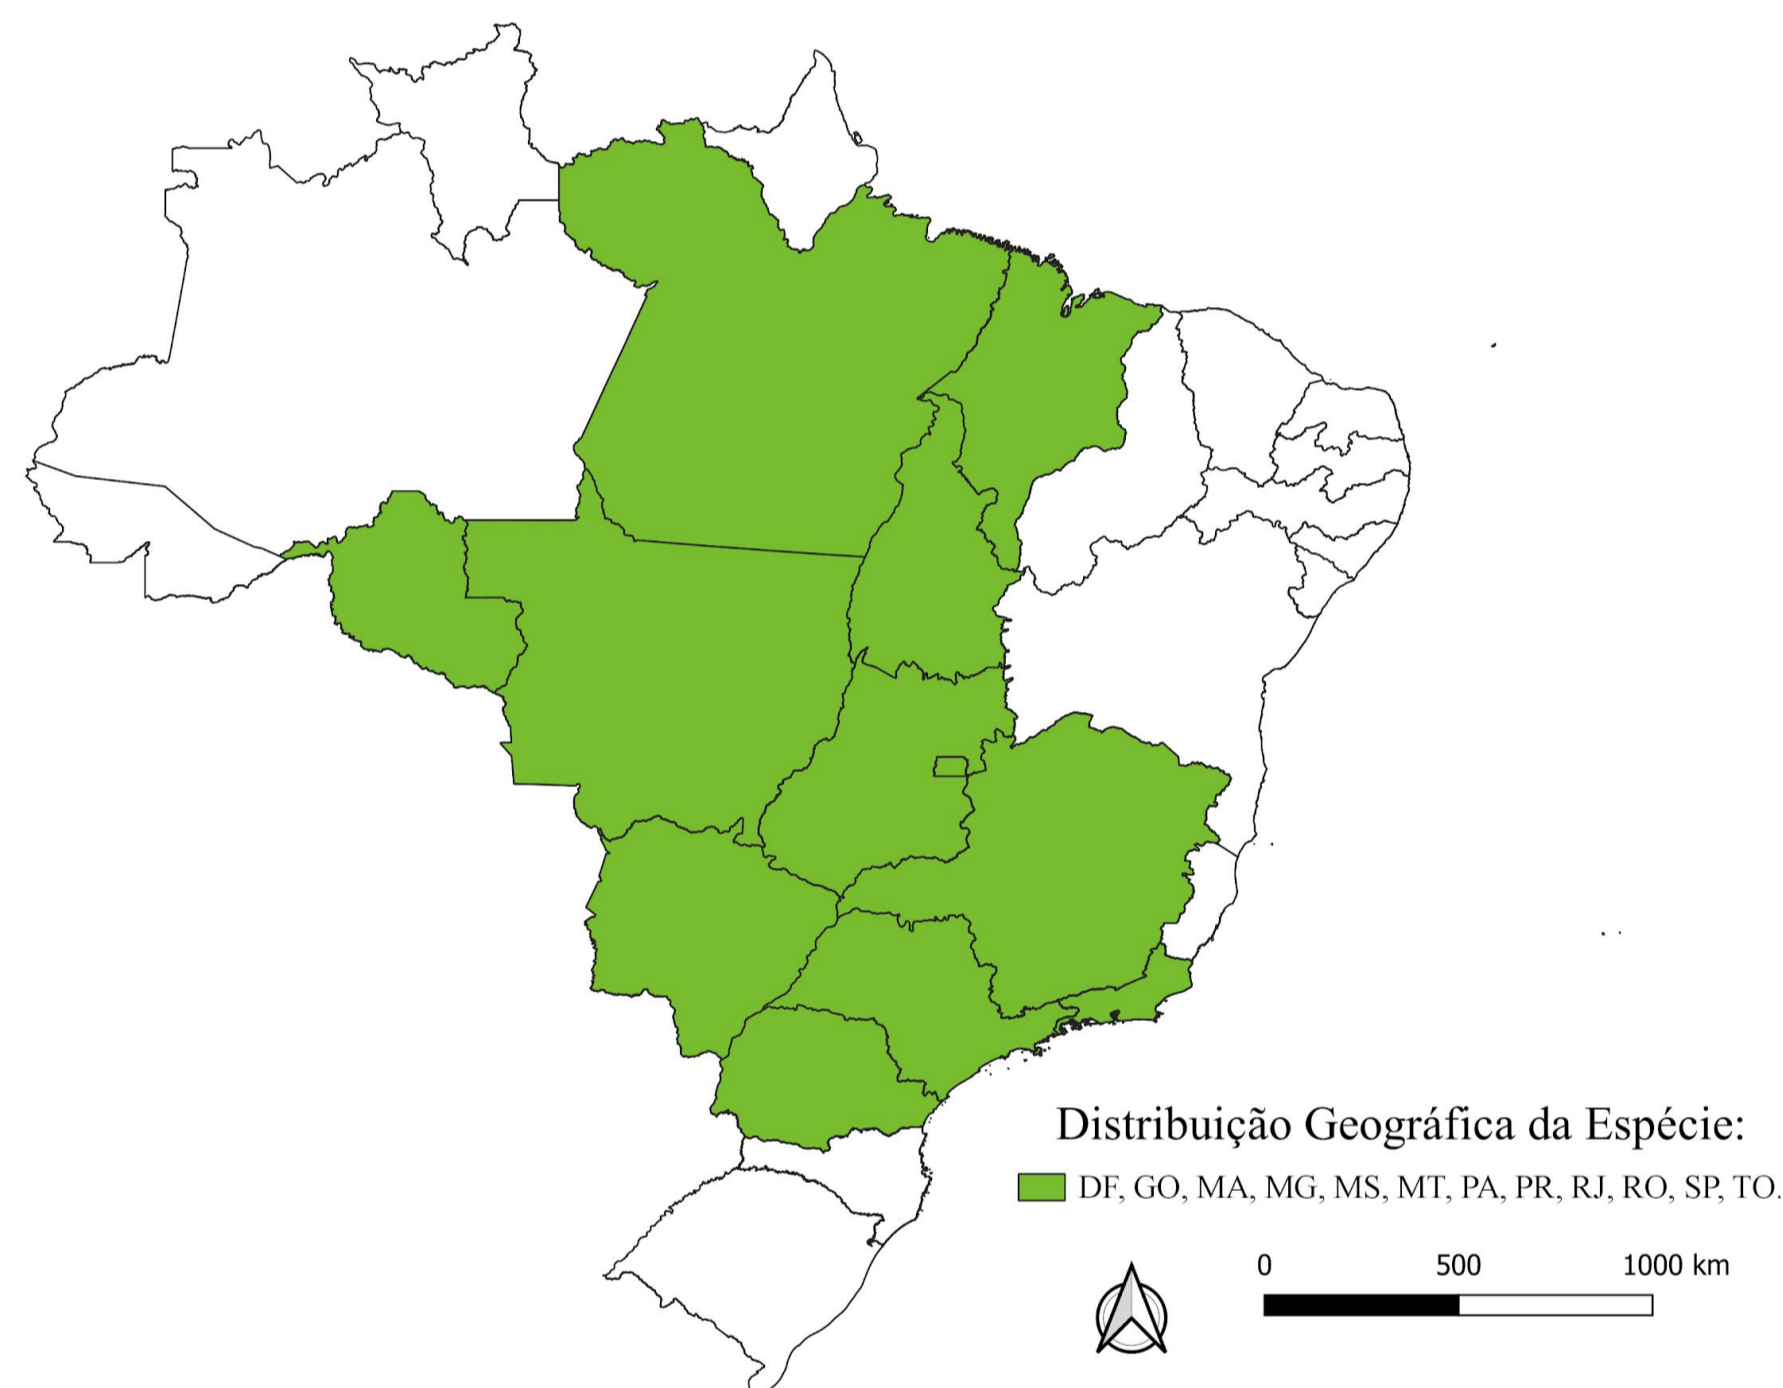 Distribuição Geográfica da Espécie:
DF, GO, MA, MG, MS, MT, PA, PR, RJ, RO, SP, TO.
0 500 1000 km